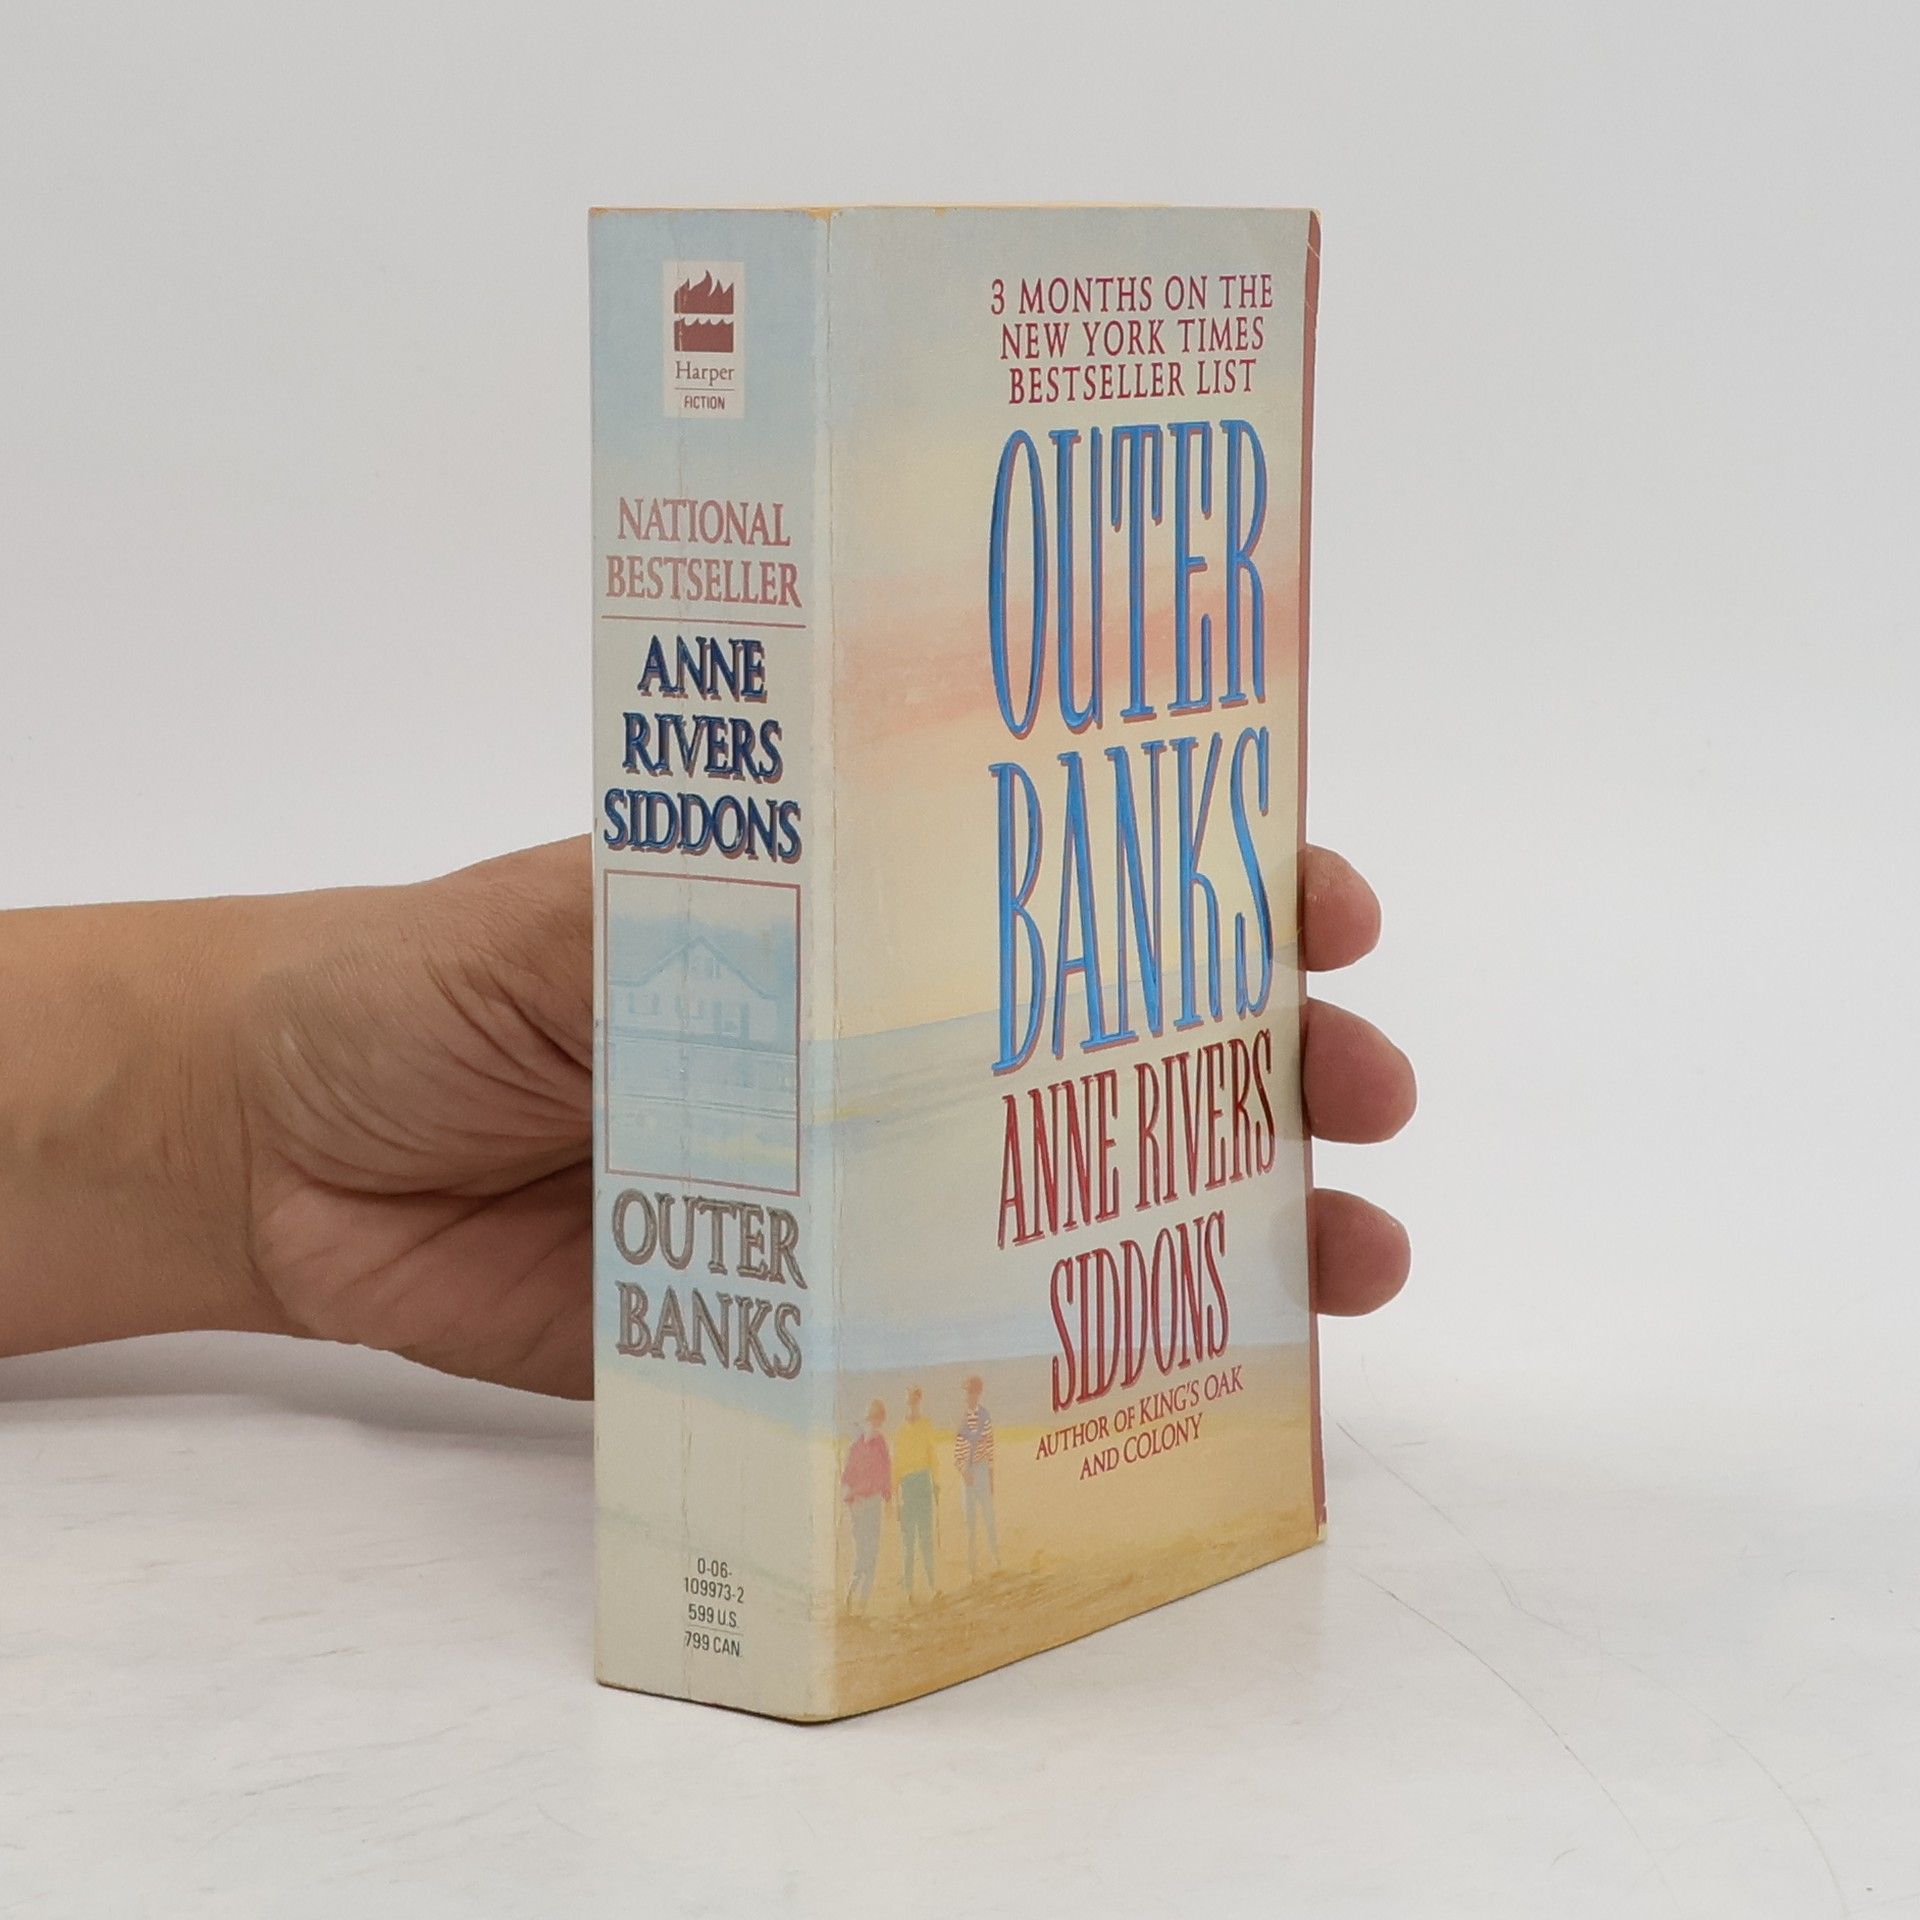 Harper
FICTION
NATIONAL
BESTSELLER
ANNE
RIVERS
SIDDONS
OUTER
BANKS
0-06-
109973-2
599 U.S.
799 CAN.
3 MONTHS ON THE
NEW YORK TIMES
BESTSELLER LIST
OUTER
BANKS
ANNE RIVERS
SIDDONS
AUTHOR OF KING'S OAK
AND COLONY